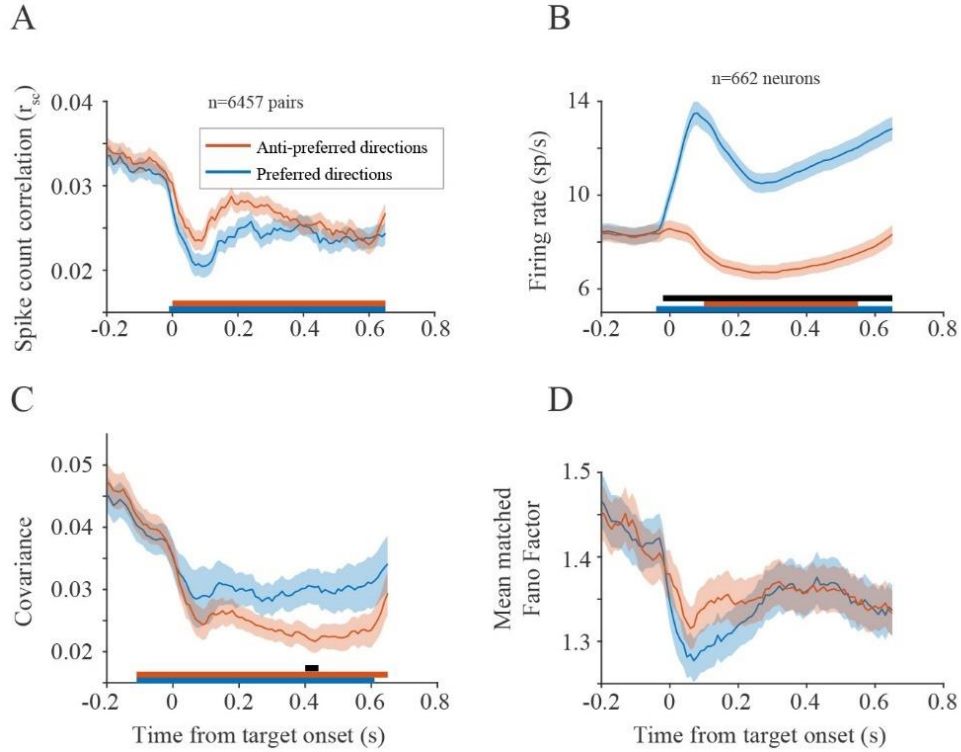 A
n=6457 pairs
Spike count correlation (r_sc)
0.04
0.03
0.02
Anti-preferred directions
Preferred directions
-0.2 0 0.2 0.4 0.6 0.8
B
n=662 neurons
Firing rate (sp/s)
14
10
6
-0.2 0 0.2 0.4 0.6 0.8
C
Covariance
0.05
0.04
0.03
0.02
-0.2 0 0.2 0.4 0.6 0.8
Time from target onset (s)
D
Mean matched
Fano Factor
1.5
1.4
1.3
-0.2 0 0.2 0.4 0.6 0.8
Time from target onset (s)